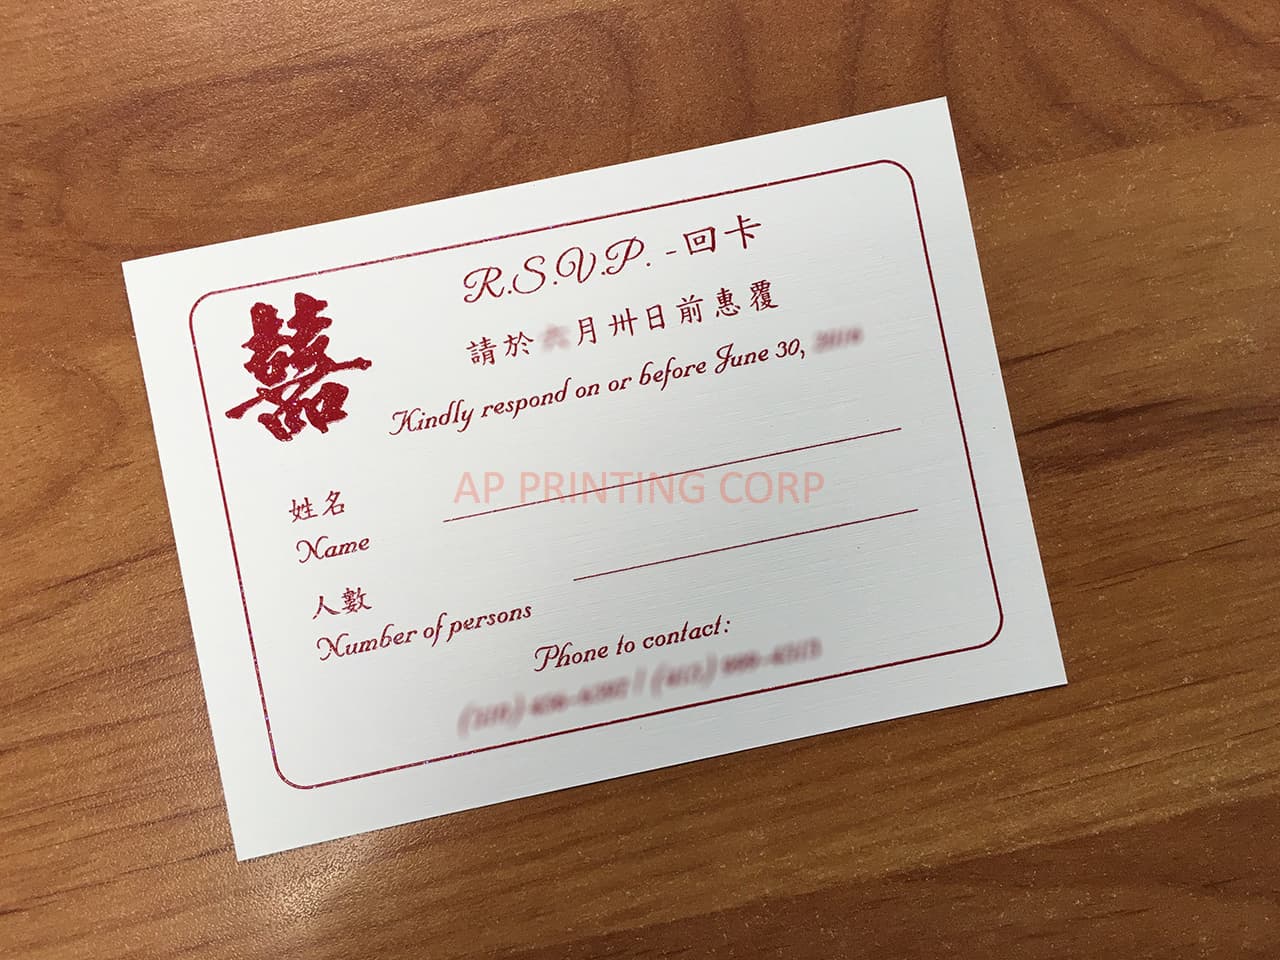 R.S.V.P. -回卡
囍
請於 月卅日前惠覆
Kindly respond on or before June 30,
AP PRINTING CORP
姓名
Name
人數
Number of persons
Phone to contact: